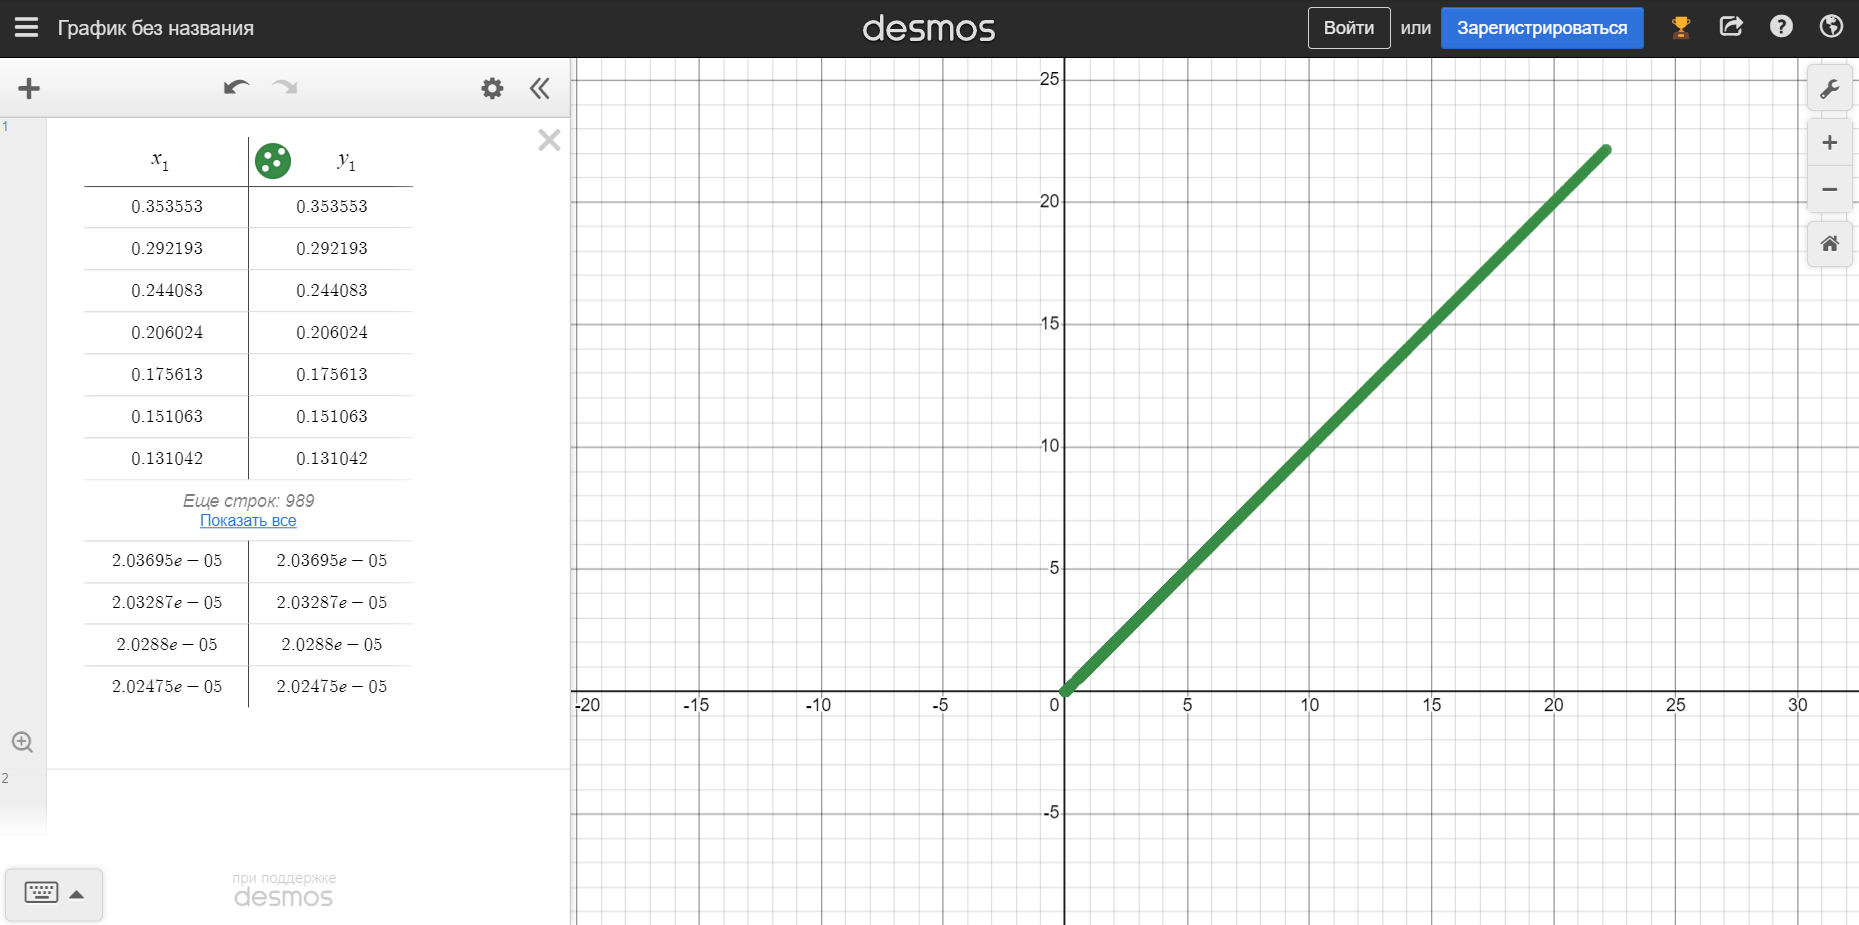 График без названия
desmos
Войти или Зарегистрироваться
1
x₁ y₁
0.353553 0.353553
0.292193 0.292193
0.244083 0.244083
0.206024 0.206024
0.175613 0.175613
0.151063 0.151063
0.131042 0.131042
Еще строк: 989
Показать все
2.03695e − 05 2.03695e − 05
2.03287e − 05 2.03287e − 05
2.0288e − 05 2.0288e − 05
2.02475e − 05 2.02475e − 05
2
при поддержке
desmos
25
20
15
10
5
-20 -15 -10 -5 0 5 10 15 20 25 30
-5